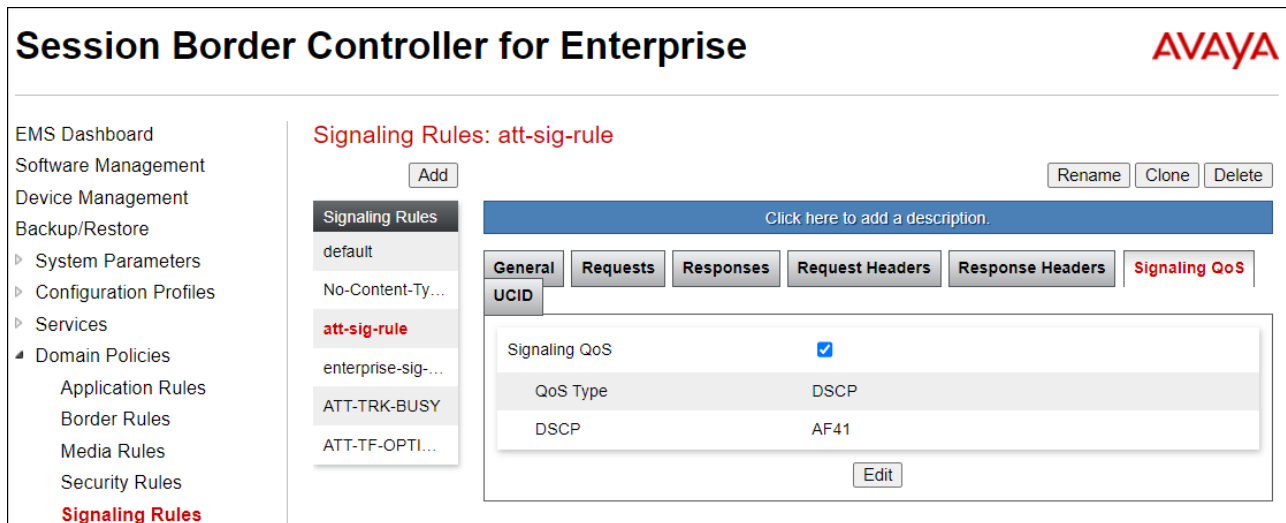 Session Border Controller for Enterprise
AVAYA
EMS Dashboard
Software Management
Device Management
Backup/Restore
System Parameters
Configuration Profiles
Services
Domain Policies
Application Rules
Border Rules
Media Rules
Security Rules
Signaling Rules
Signaling Rules: att-sig-rule
Add
Rename Clone Delete
Signaling Rules
default
No-Content-Ty...
att-sig-rule
enterprise-sig-...
ATT-TRK-BUSY
ATT-TF-OPTI...
Click here to add a description.
General Requests Responses Request Headers Response Headers Signaling QoS
UCID
Signaling QoS
QoS Type DSCP
DSCP AF41
Edit